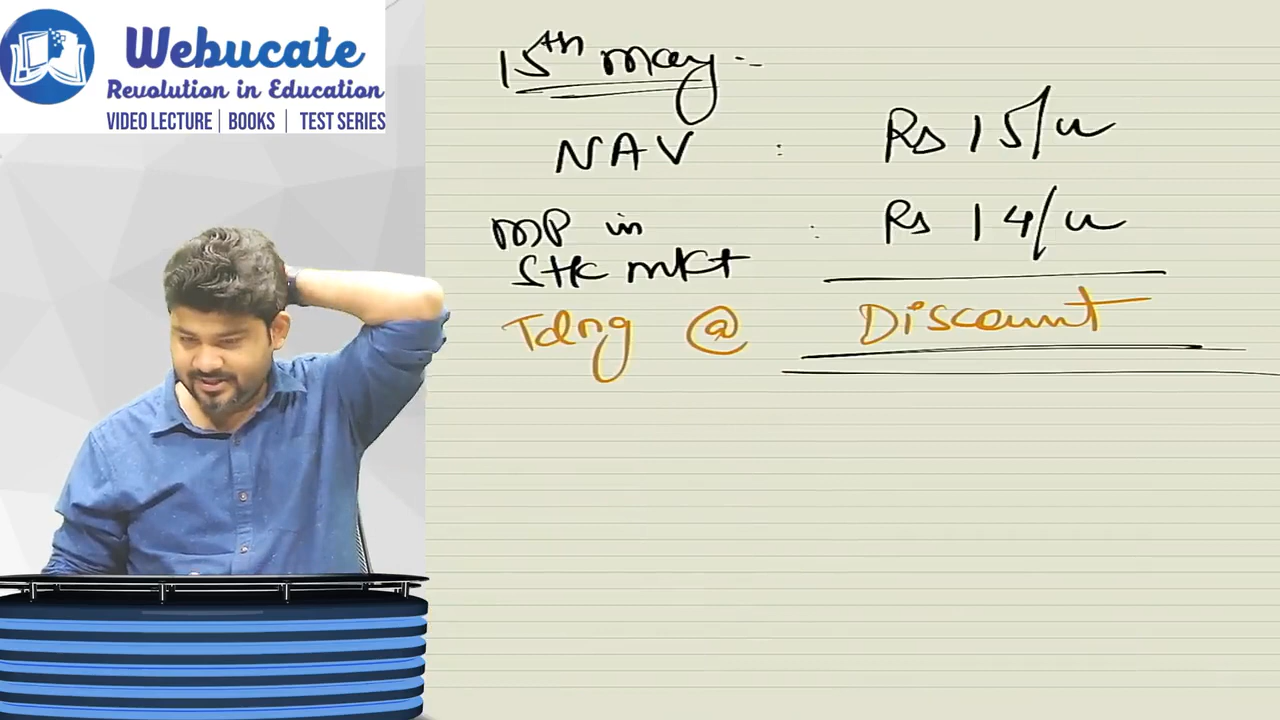 Webucate
Revolution in Education
VIDEO LECTURE | BOOKS | TEST SERIES
15th may :-
NAV : Rs 15/u
MP in : Rs 14/u
Stk mkt
Tdng @ Discount